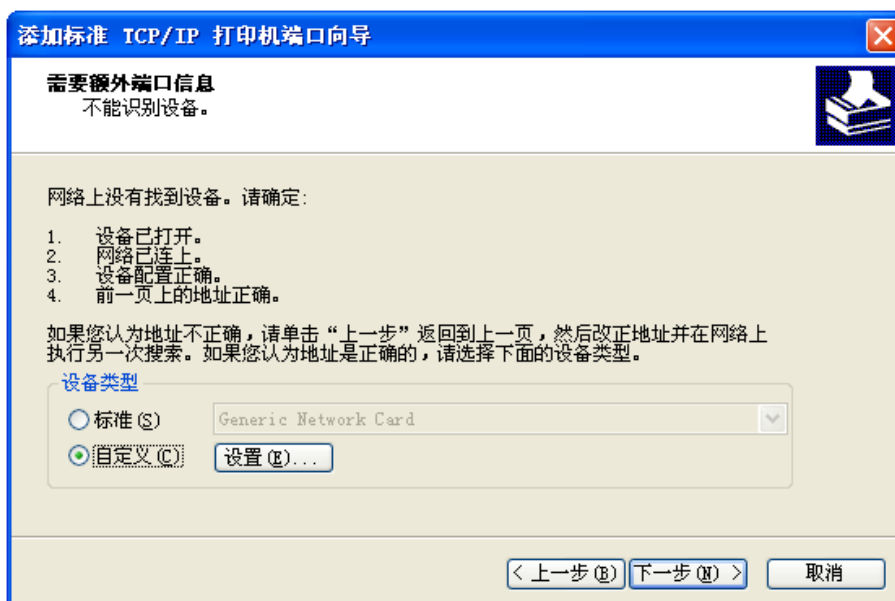 添加标准 TCP/IP 打印机端口向导
需要额外端口信息
不能识别设备。
网络上没有找到设备。请确定:
1. 设备已打开。
2. 网络已连上。
3. 设备配置正确。
4. 前一页上的地址正确。
如果您认为地址不正确,请单击“上一步”返回到上一页,然后改正地址并在网络上
执行另一次搜索。如果您认为地址是正确的,请选择下面的设备类型。
设备类型
标准(S) Generic Network Card
自定义(C) 设置(E)...
< 上一步(B) 下一步(N) > 取消